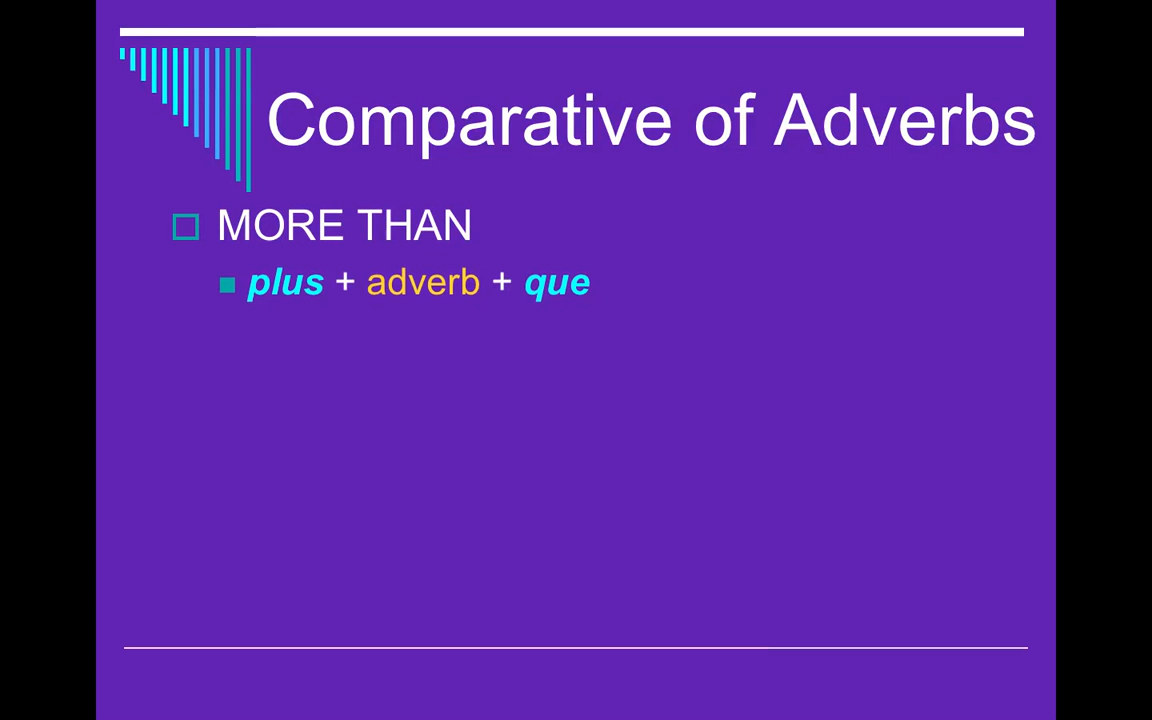 Comparative of Adverbs
MORE THAN
plus + adverb + que